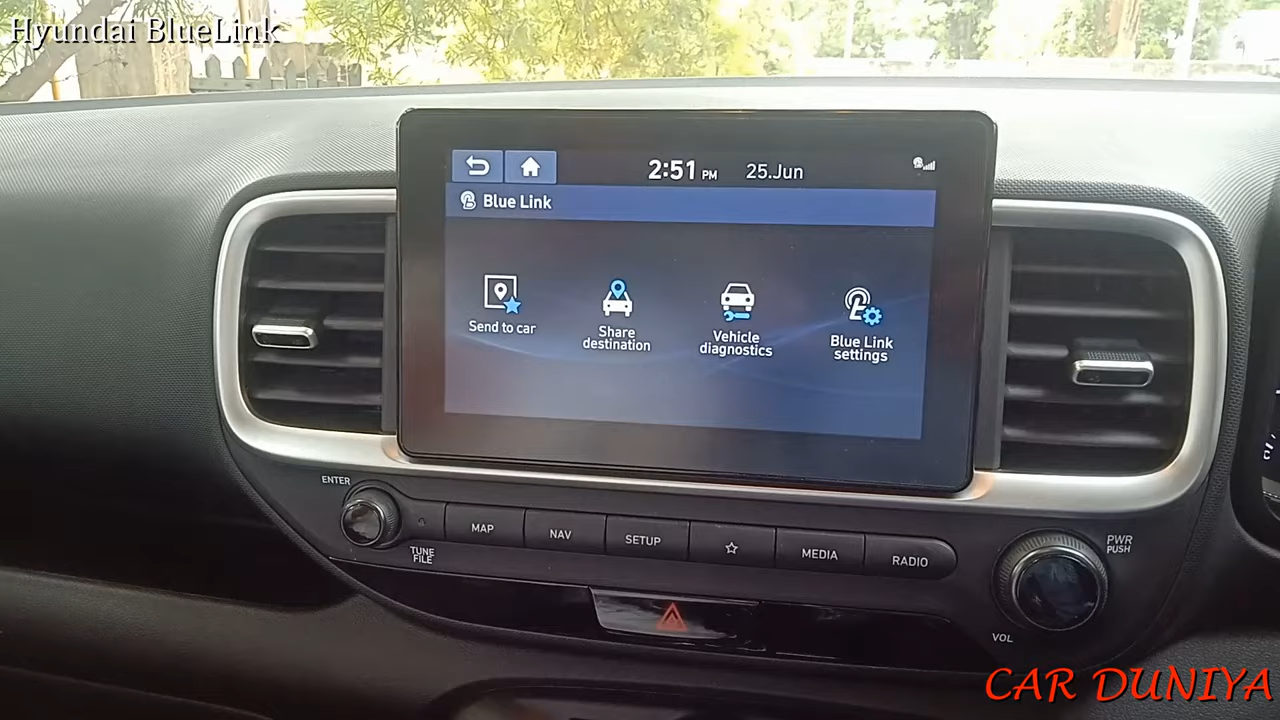 Hyundai BlueLink
2:51 PM 25.Jun
Blue Link
Send to car
Share
destination
Vehicle
diagnostics
Blue Link
settings
ENTER
TUNE
FILE
MAP
NAV
SETUP
MEDIA
RADIO
PWR
PUSH
VOL
CAR DUNIYA